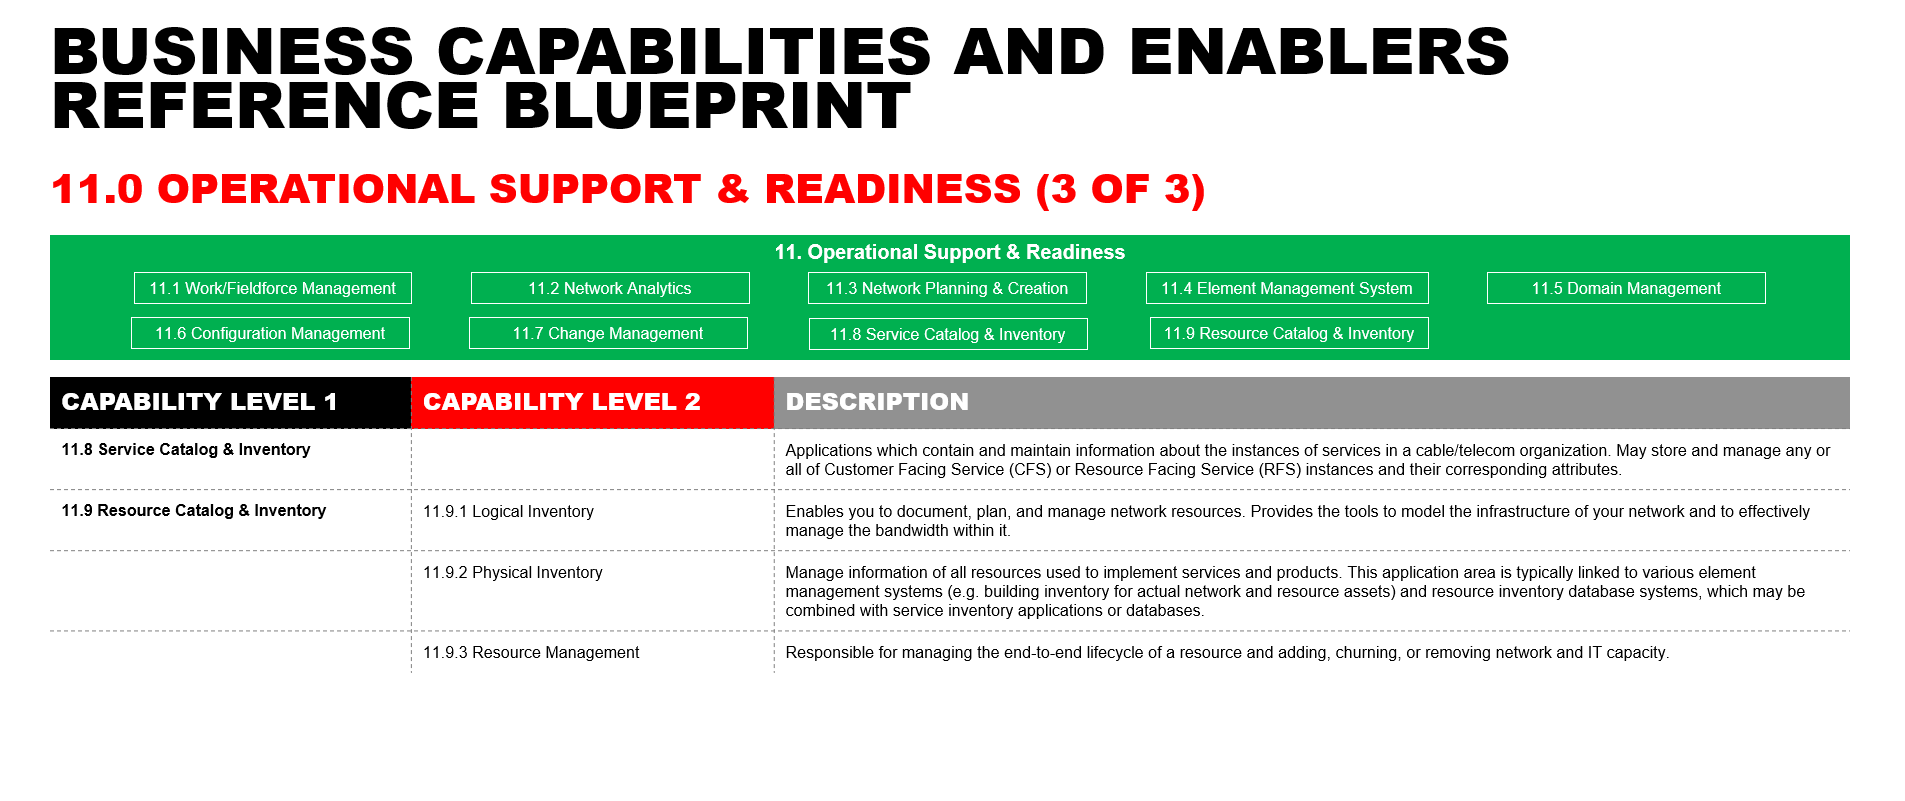 BUSINESS CAPABILITIES AND ENABLERS
REFERENCE BLUEPRINT
11.0 OPERATIONAL SUPPORT & READINESS (3 OF 3)
11. Operational Support & Readiness
11.1 Work/Fieldforce Management
11.2 Network Analytics
11.3 Network Planning & Creation
11.4 Element Management System
11.5 Domain Management
11.6 Configuration Management
11.7 Change Management
11.8 Service Catalog & Inventory
11.9 Resource Catalog & Inventory
CAPABILITY LEVEL 1
CAPABILITY LEVEL 2
DESCRIPTION
11.8 Service Catalog & Inventory
Applications which contain and maintain information about the instances of services in a cable/telecom organization. May store and manage any or
all of Customer Facing Service (CFS) or Resource Facing Service (RFS) instances and their corresponding attributes.
11.9 Resource Catalog & Inventory
11.9.1 Logical Inventory
Enables you to document, plan, and manage network resources. Provides the tools to model the infrastructure of your network and to effectively
manage the bandwidth within it.
11.9.2 Physical Inventory
Manage information of all resources used to implement services and products. This application area is typically linked to various element
management systems (e.g. building inventory for actual network and resource assets) and resource inventory database systems, which may be
combined with service inventory applications or databases.
11.9.3 Resource Management
Responsible for managing the end-to-end lifecycle of a resource and adding, churning, or removing network and IT capacity.